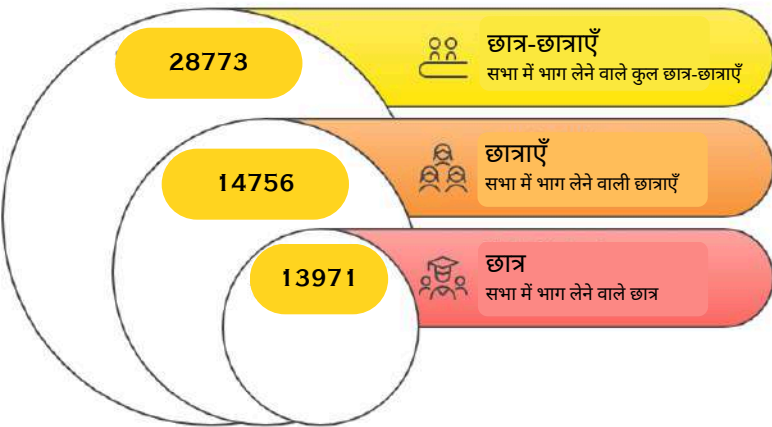 28773
छात्र-छात्राएँ
सभा में भाग लेने वाले कुल छात्र-छात्राएँ
14756
छात्राएँ
सभा में भाग लेने वाली छात्राएँ
13971
छात्र
सभा में भाग लेने वाले छात्र